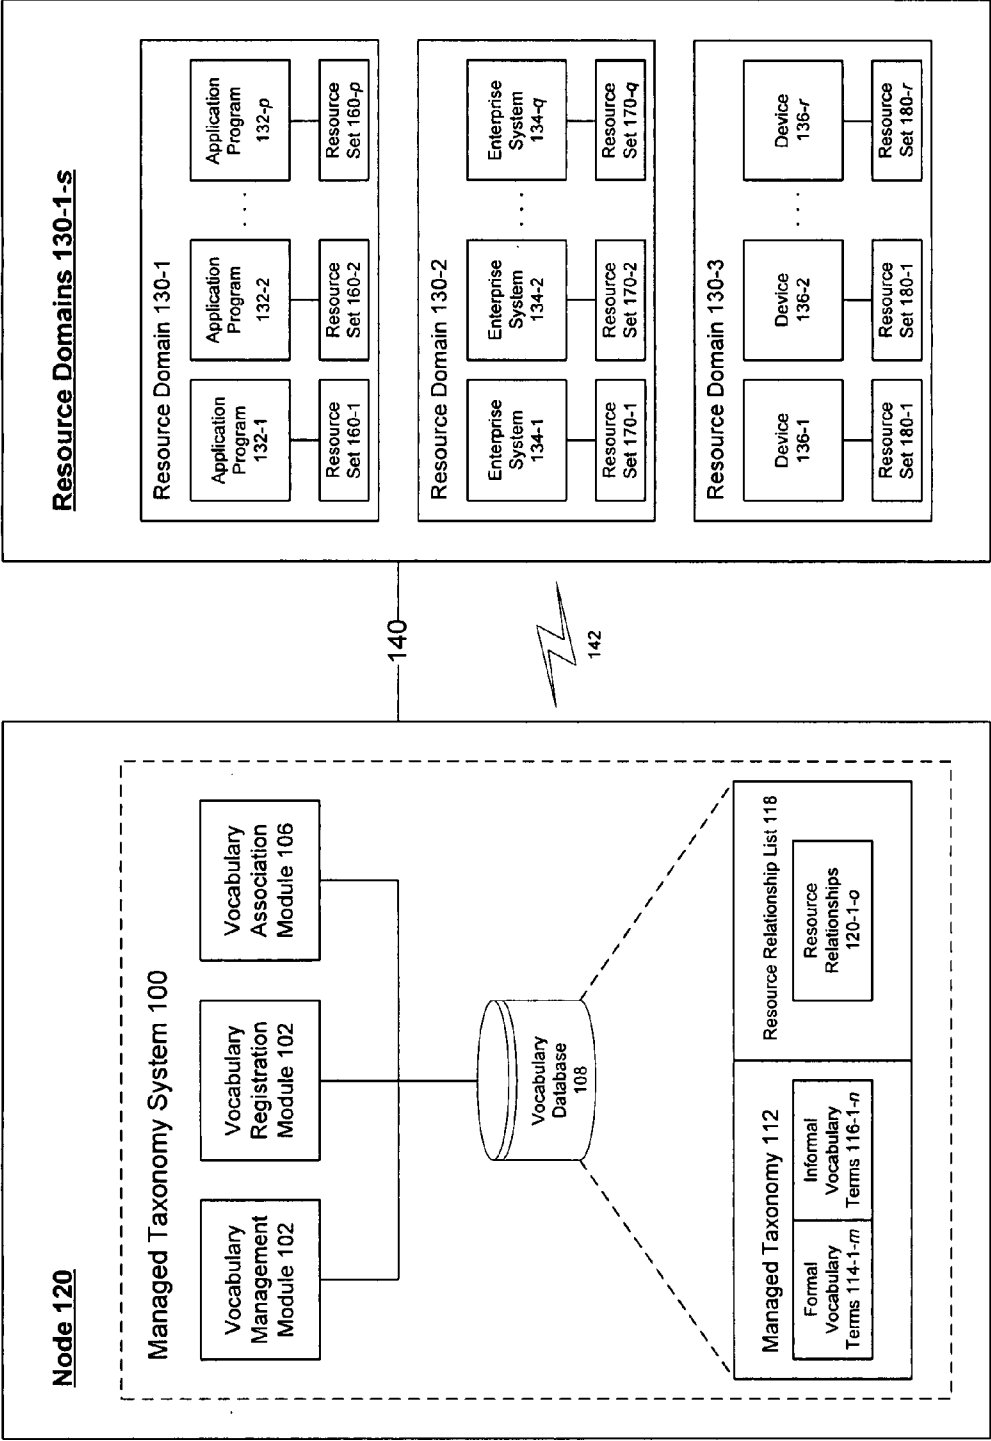 Node 120
Managed Taxonomy System 100
Vocabulary
Management
Module 102
Vocabulary
Registration
Module 102
Vocabulary
Association
Module 106
Vocabulary
Database
108
Managed Taxonomy 112
Formal
Vocabulary
Terms 114-1-m
Informal
Vocabulary
Terms 116-1-n
Resource Relationship List 118
Resource
Relationships
120-1-o
140
142
Resource Domains 130-1-s
Resource Domain 130-1
Application
Program
132-1
Application
Program
132-2
. . .
Application
Program
132-p
Resource
Set 160-1
Resource
Set 160-2
Resource
Set 160-p
Resource Domain 130-2
Enterprise
System
134-1
Enterprise
System
134-2
. . .
Enterprise
System
134-q
Resource
Set 170-1
Resource
Set 170-2
Resource
Set 170-q
Resource Domain 130-3
Device
136-1
Device
136-2
. . .
Device
136-r
Resource
Set 180-1
Resource
Set 180-1
Resource
Set 180-r